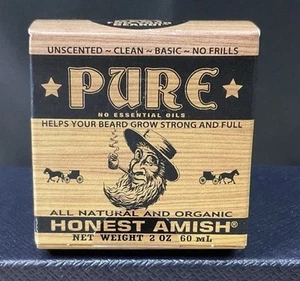 UNSCENTED ~ CLEAN ~ BASIC ~ NO FRILLS
PURE
NO ESSENTIAL OILS
HELPS YOUR BEARD GROW STRONG AND FULL
ALL NATURAL AND ORGANIC
HONEST AMISH®
NET WEIGHT 2 OZ 60 ML